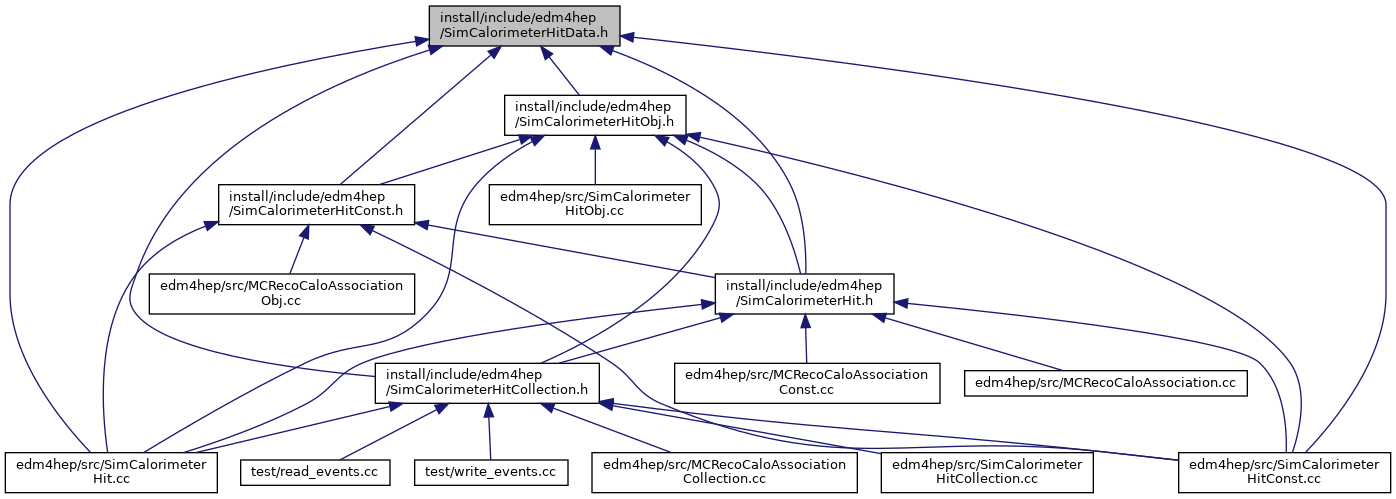 install/include/edm4hep
/SimCalorimeterHitData.h
install/include/edm4hep
/SimCalorimeterHitObj.h
install/include/edm4hep
/SimCalorimeterHitConst.h
edm4hep/src/SimCalorimeter
HitObj.cc
edm4hep/src/MCRecoCaloAssociation
Obj.cc
install/include/edm4hep
/SimCalorimeterHit.h
install/include/edm4hep
/SimCalorimeterHitCollection.h
edm4hep/src/MCRecoCaloAssociation
Const.cc
edm4hep/src/MCRecoCaloAssociation.cc
edm4hep/src/SimCalorimeter
Hit.cc
test/read_events.cc
test/write_events.cc
edm4hep/src/MCRecoCaloAssociation
Collection.cc
edm4hep/src/SimCalorimeter
HitCollection.cc
edm4hep/src/SimCalorimeter
HitConst.cc